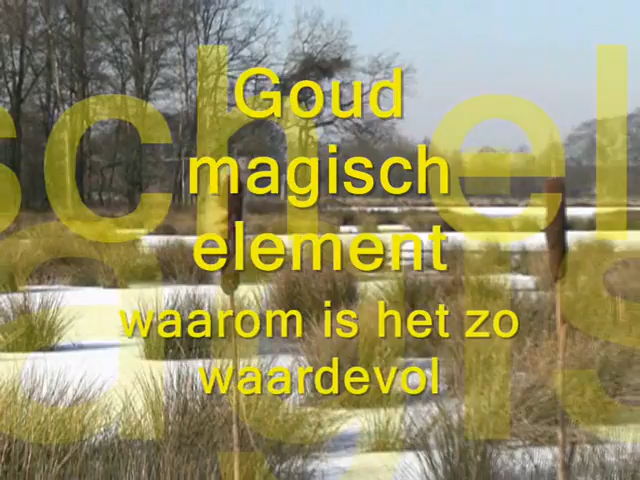 Goud
magisch
element
waarom is het zo
waardevol